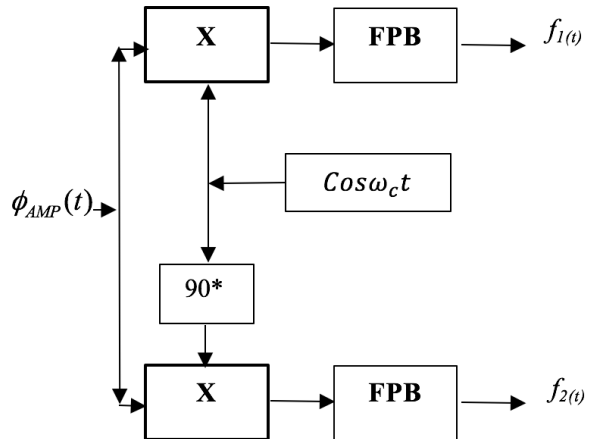 X FPB f1(t)
Cosωct
ϕAMP(t)
90*
X FPB f2(t)